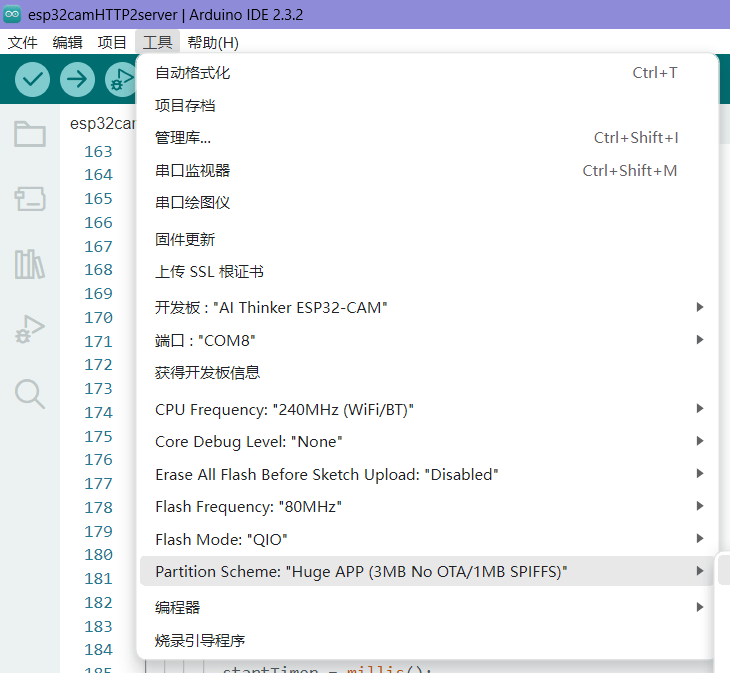 esp32camHTTP2server | Arduino IDE 2.3.2
文件 编辑 项目 工具 帮助(H)
自动格式化 Ctrl+T
项目存档
esp32cam
管理库... Ctrl+Shift+I
163
串口监视器 Ctrl+Shift+M
164
165
串口绘图仪
166
固件更新
167
上传 SSL 根证书
168
169
开发板 : "AI Thinker ESP32-CAM"
170
端口 : "COM8"
171
获得开发板信息
172
173
CPU Frequency: "240MHz (WiFi/BT)"
174
175
Core Debug Level: "None"
176
Erase All Flash Before Sketch Upload: "Disabled"
177
178
Flash Frequency: "80MHz"
179
Flash Mode: "QIO"
180
Partition Scheme: "Huge APP (3MB No OTA/1MB SPIFFS)"
181
182
编程器
183
烧录引导程序
184
185
startTimer = millis();